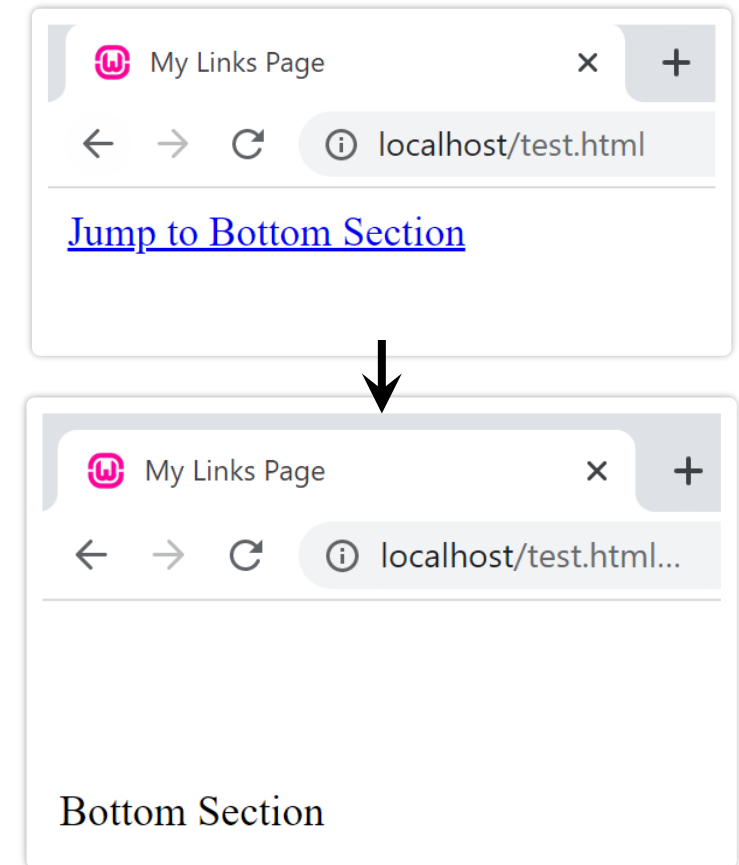 My Links Page
localhost/test.html
Jump to Bottom Section
My Links Page
localhost/test.html...
Bottom Section